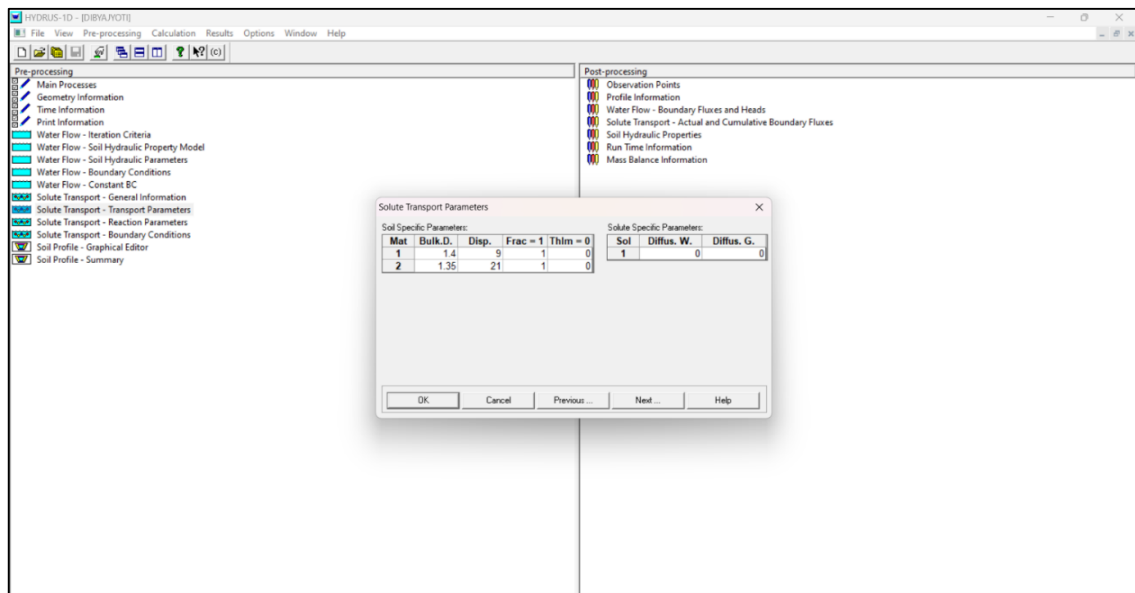 HYDRUS-1D - [DIBYAJYOTI]
File View Pre-processing Calculation Results Options Window Help
Pre-processing
Main Processes
Geometry Information
Time Information
Print Information
Water Flow - Iteration Criteria
Water Flow - Soil Hydraulic Property Model
Water Flow - Soil Hydraulic Parameters
Water Flow - Boundary Conditions
Water Flow - Constant BC
Solute Transport - General Information
Solute Transport - Transport Parameters
Solute Transport - Reaction Parameters
Solute Transport - Boundary Conditions
Soil Profile - Graphical Editor
Soil Profile - Summary
Post-processing
Observation Points
Profile Information
Water Flow - Boundary Fluxes and Heads
Solute Transport - Actual and Cumulative Boundary Fluxes
Soil Hydraulic Properties
Run Time Information
Mass Balance Information
Solute Transport Parameters
Soil Specific Parameters:
Mat Bulk.D. Disp. Frac = 1 ThIm = 0
1 1.4 9 1 0
2 1.35 21 1 0
Solute Specific Parameters:
Sol Diffus. W. Diffus. G.
1 0 0
OK Cancel Previous ... Next ... Help